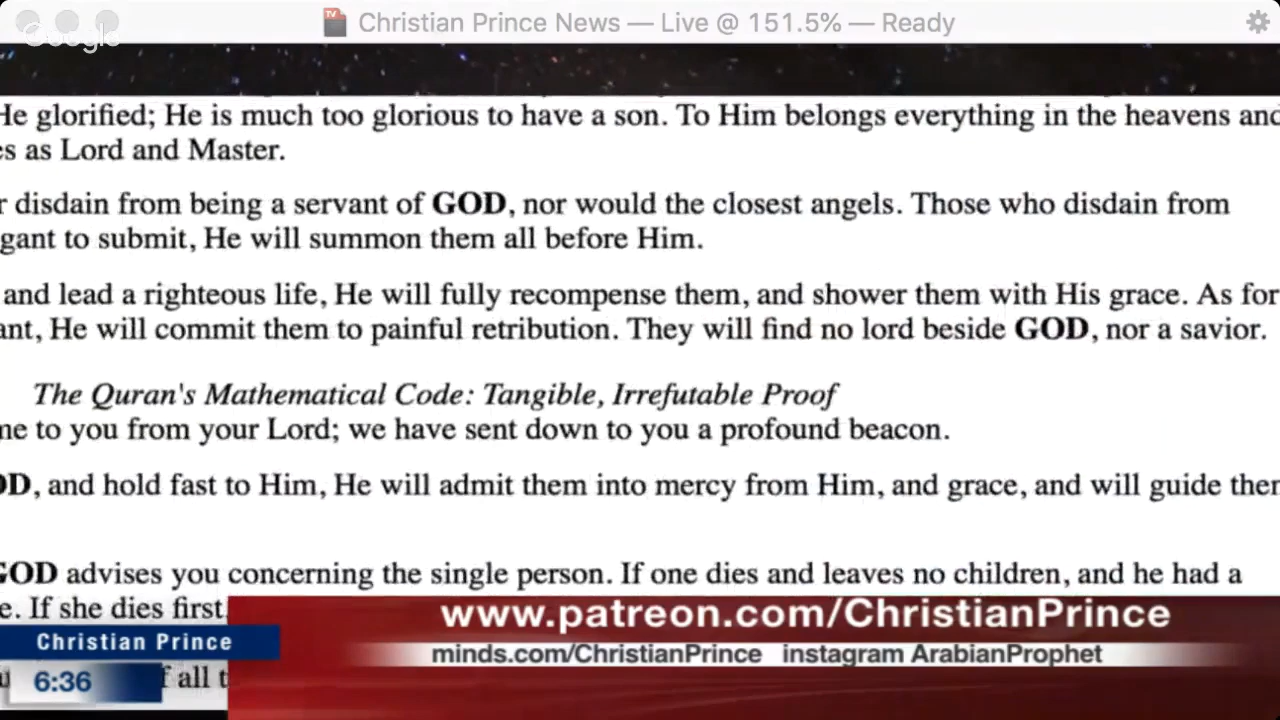 Google
TV
Christian Prince News — Live @ 151.5% — Ready
He glorified; He is much too glorious to have a son. To Him belongs everything in the heavens and
es as Lord and Master.
r disdain from being a servant of GOD, nor would the closest angels. Those who disdain from
gant to submit, He will summon them all before Him.
and lead a righteous life, He will fully recompense them, and shower them with His grace. As for
ant, He will commit them to painful retribution. They will find no lord beside GOD, nor a savior.
The Quran's Mathematical Code: Tangible, Irrefutable Proof
me to you from your Lord; we have sent down to you a profound beacon.
OD, and hold fast to Him, He will admit them into mercy from Him, and grace, and will guide them
GOD advises you concerning the single person. If one dies and leaves no children, and he had a
e. If she dies first,
www.patreon.com/ChristianPrince
Christian Prince
minds.com/ChristianPrince instagram ArabianProphet
6:36
f all t